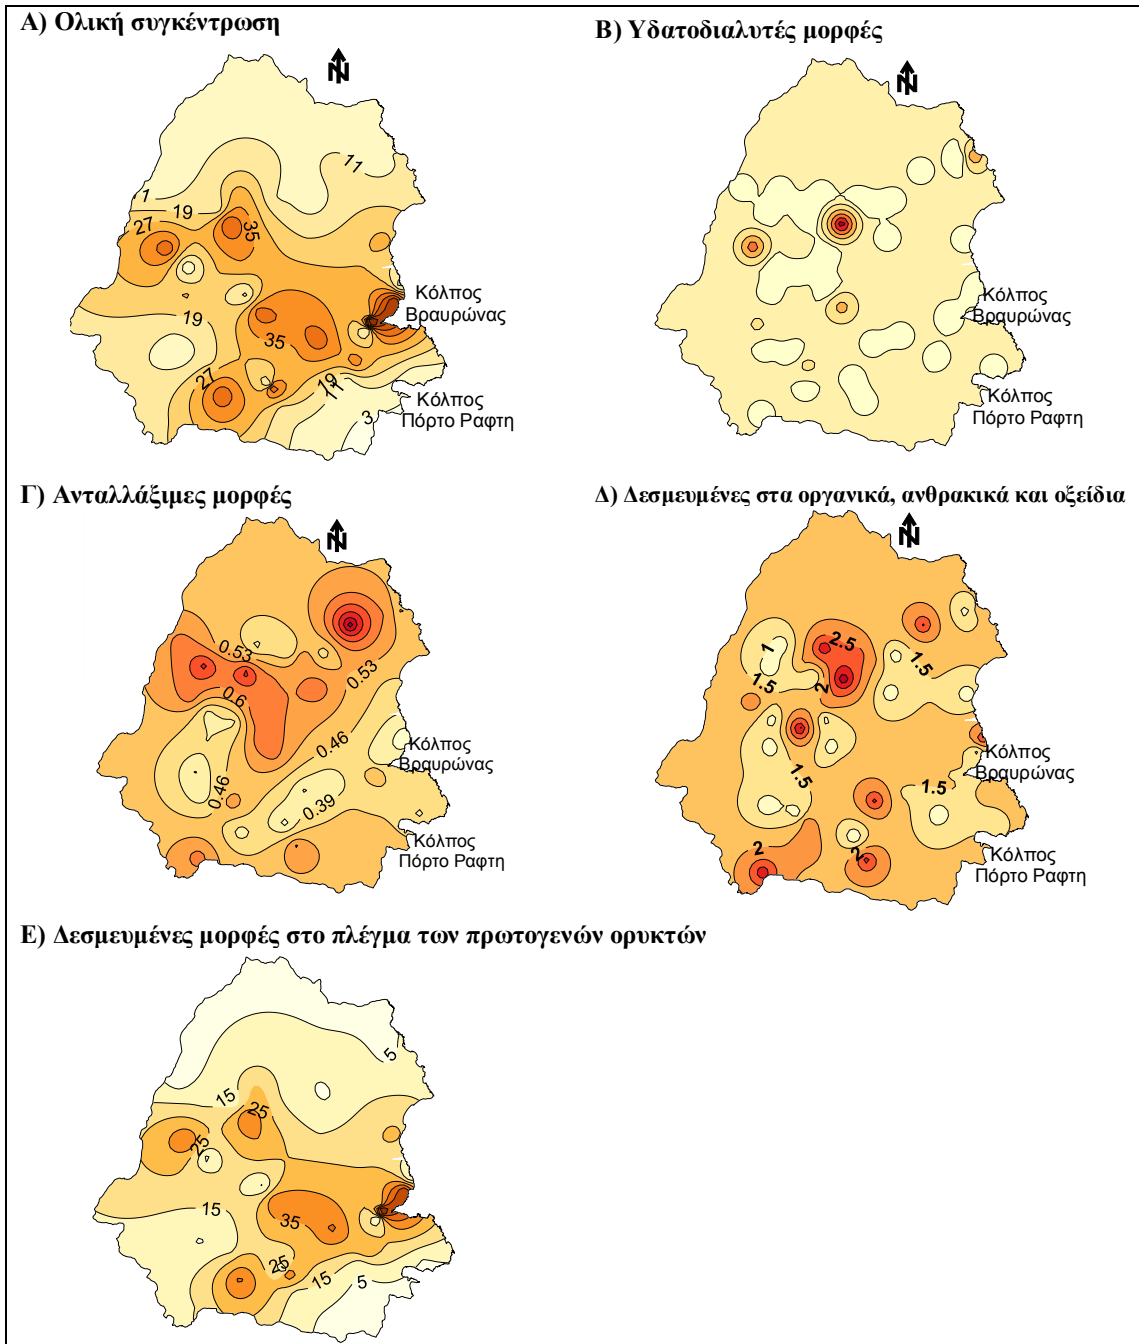 Α) Ολική συγκέντρωση
N
11
1
19
27
35
19
35
27
19
11
3
Κόλπος
Βραυρώνας
Κόλπος
Πόρτο Ραφτη
Β) Υδατοδιαλυτές μορφές
N
Κόλπος
Βραυρώνας
Κόλπος
Πόρτο Ραφτη
Γ) Ανταλλάξιμες μορφές
N
0.53
0.53
0.6
0.46
0.46
0.39
Κόλπος
Βραυρώνας
Κόλπος
Πόρτο Ραφτη
Δ) Δεσμευμένες στα οργανικά, ανθρακικά και οξείδια
N
2.5
1
1.5
1.5
2
1.5
1.5
2
2
Κόλπος
Βραυρώνας
Κόλπος
Πόρτο Ραφτη
Ε) Δεσμευμένες μορφές στο πλέγμα των πρωτογενών ορυκτών
5
15
25
25
15
35
25
15
5